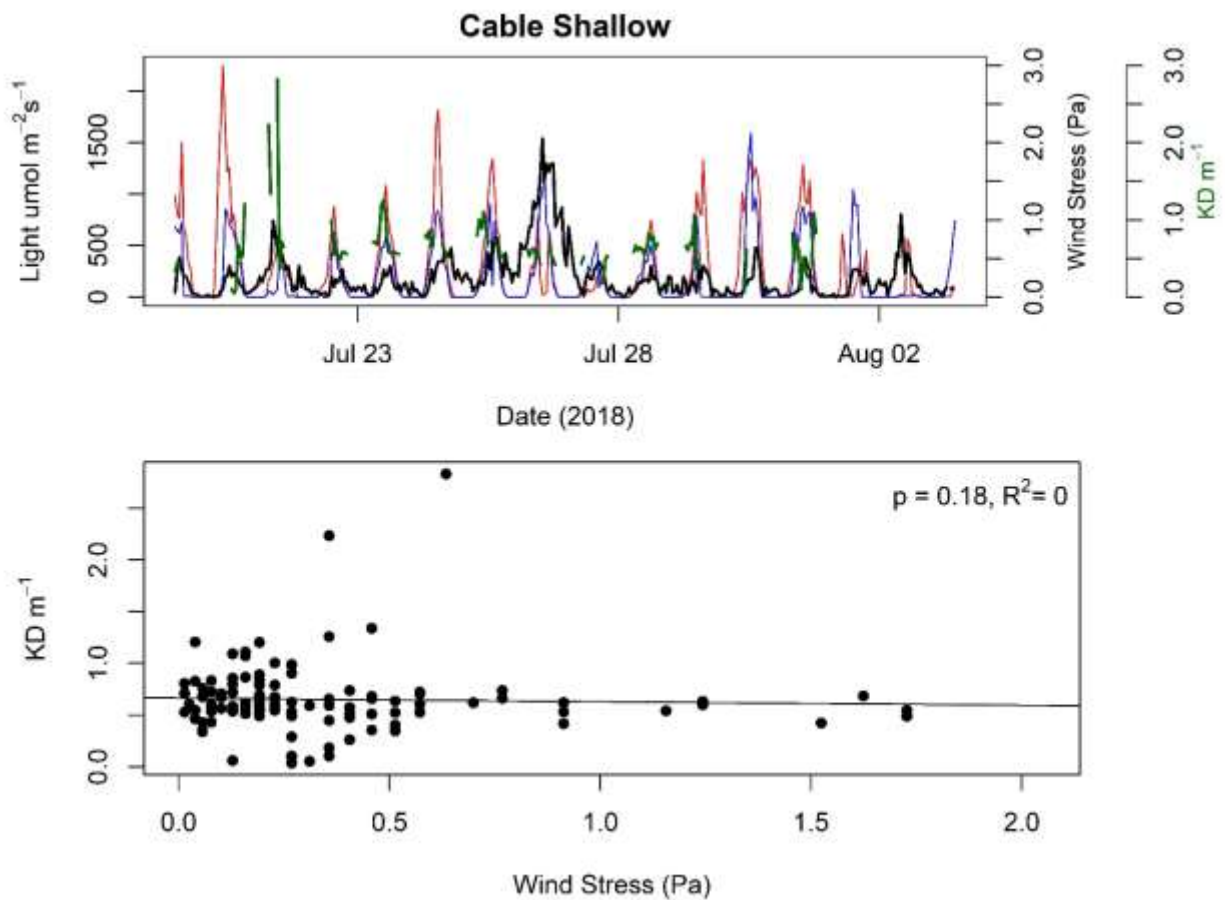 Cable Shallow
Light umol m⁻²s⁻¹
0 500 1500
Wind Stress (Pa)
0.0 1.0 2.0 3.0
KD m⁻¹
0.0 1.0 2.0 3.0
Jul 23 Jul 28 Aug 02
Date (2018)
p = 0.18, R²= 0
KD m⁻¹
0.0 1.0 2.0
0.0 0.5 1.0 1.5 2.0
Wind Stress (Pa)